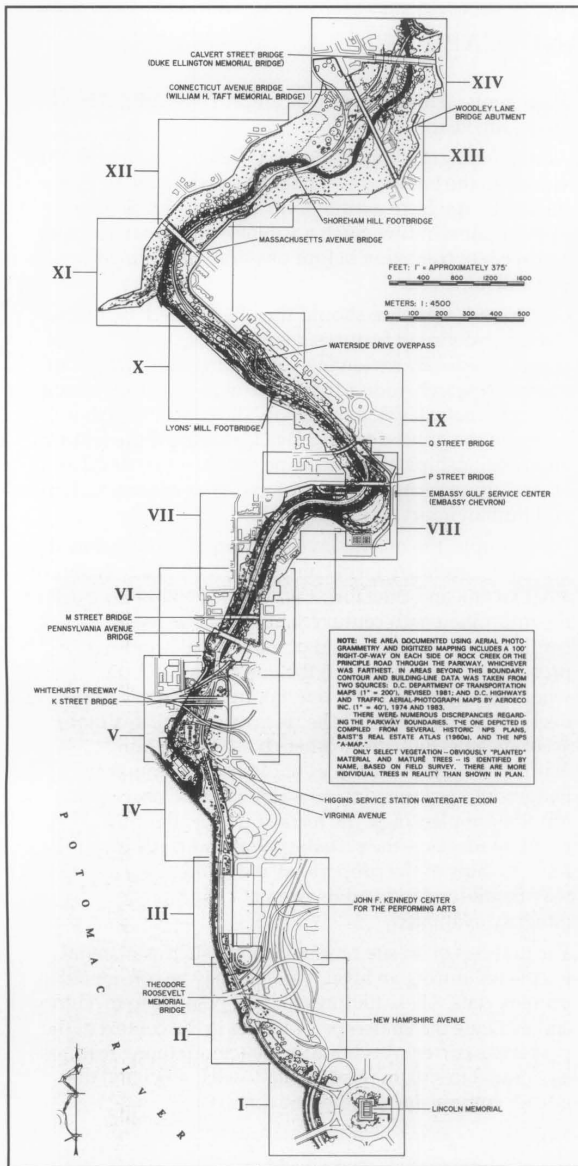 CALVERT STREET BRIDGE
(DUKE ELLINGTON MEMORIAL BRIDGE)
CONNECTICUT AVENUE BRIDGE
(WILLIAM H. TAFT MEMORIAL BRIDGE)
XIV
WOODLEY LANE
BRIDGE ABUTMENT
XII
XIII
SHOREHAM HILL FOOTBRIDGE
MASSACHUSETTS AVENUE BRIDGE
XI
FEET: 1" = APPROXIMATELY 375'
0 400 800 1200 1600
METERS: 1 : 4500
0 100 200 300 400 500
WATERSIDE DRIVE OVERPASS
X
LYONS' MILL FOOTBRIDGE
IX
Q STREET BRIDGE
P STREET BRIDGE
EMBASSY GULF SERVICE CENTER
(EMBASSY CHEVRON)
VII
VIII
VI
M STREET BRIDGE
PENNSYLVANIA AVENUE
BRIDGE
NOTE: THE AREA DOCUMENTED USING AERIAL PHOTO-
GRAMMETRY AND DIGITIZED MAPPING INCLUDES A 100'
RIGHT-OF-WAY ON EACH SIDE OF ROCK CREEK OR THE
PRINCIPLE ROAD THROUGH THE PARKWAY, WHICHEVER
WAS FARTHEST. IN AREAS BEYOND THIS BOUNDARY,
CONTOUR AND BUILDING-LINE DATA WAS TAKEN FROM
TWO SOURCES: D.C. DEPARTMENT OF TRANSPORTATION
MAPS (1" = 200'), REVISED 1981; AND D.C. HIGHWAYS
AND TRAFFIC AERIAL-PHOTOGRAPH MAPS BY AEROECO
INC. (1" = 40'), 1974 AND 1983.
THERE WERE NUMEROUS DISCREPANCIES REGARD-
ING THE PARKWAY BOUNDARIES. THE ONE DEPICTED IS
COMPILED FROM SEVERAL HISTORIC NPS PLANS,
BAIST'S REAL ESTATE ATLAS (1960s), AND THE NPS
"A-MAP."
ONLY SELECT VEGETATION -- OBVIOUSLY "PLANTED"
MATERIAL AND MATURE TREES -- IS IDENTIFIED BY
NAME, BASED ON FIELD SURVEY. THERE ARE MORE
INDIVIDUAL TREES IN REALITY THAN SHOWN IN PLAN.
WHITEHURST FREEWAY
K STREET BRIDGE
V
HIGGINS SERVICE STATION (WATERGATE EXXON)
IV
VIRGINIA AVENUE
III
JOHN F. KENNEDY CENTER
FOR THE PERFORMING ARTS
THEODORE
ROOSEVELT
MEMORIAL
BRIDGE
NEW HAMPSHIRE AVENUE
II
POTOMAC RIVER
I
LINCOLN MEMORIAL